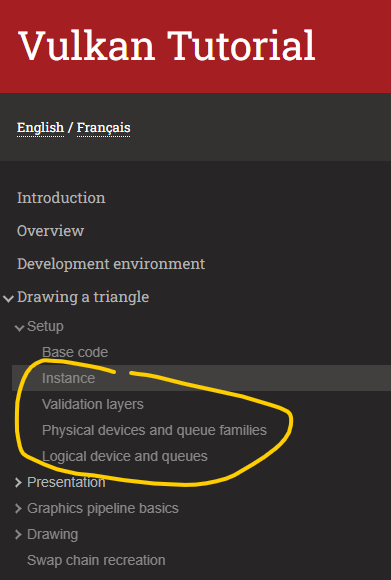 Vulkan Tutorial
English / Français
Introduction
Overview
Development environment
Drawing a triangle
Setup
Base code
Instance
Validation layers
Physical devices and queue families
Logical device and queues
Presentation
Graphics pipeline basics
Drawing
Swap chain recreation